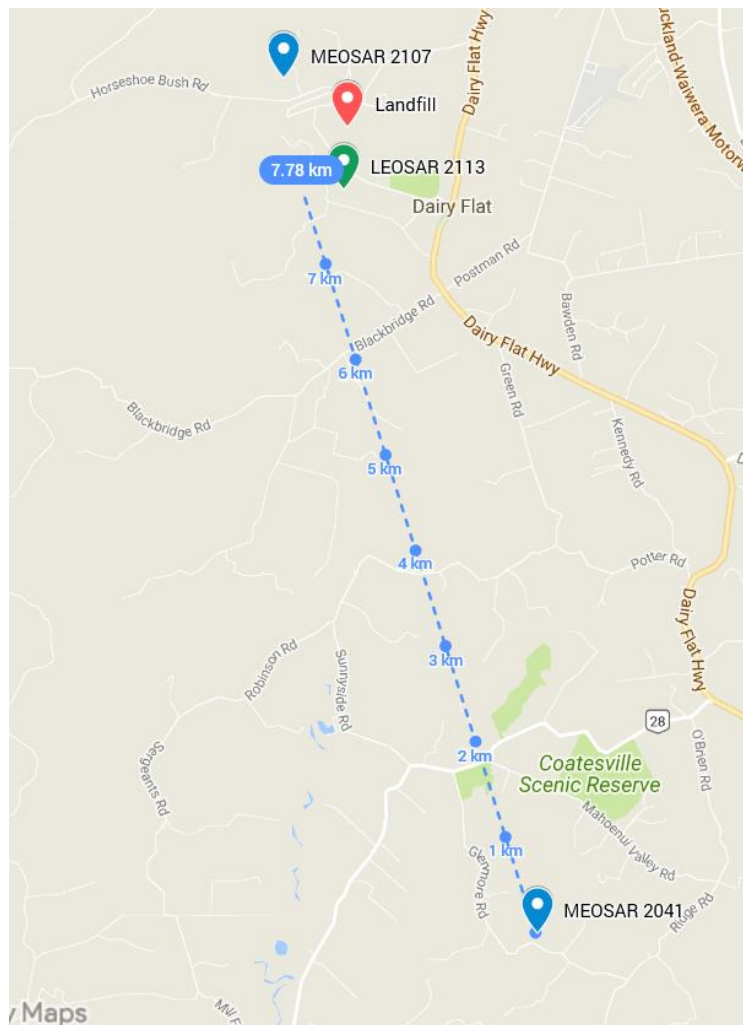 MEOSAR 2107
Horsehoe Bush Rd
Landfill
Dairy Flat Hwy
uckland-Waiwera Motorw
LEOSAR 2113
7.78 km
Dairy Flat
7 km
Postman Rd
Blackbridge Rd
Bawden Rd
Dairy Flat Hwy
6 km
Green Rd
Blackbridge Rd
Kennedy Rd
5 km
4 km
Potter Rd
Dairy Flat Hwy
Robinson Rd
Sunnyside Rd
3 km
28
O'Brien Rd
Sergeants Rd
2 km
Coatesville
Scenic Reserve
Mahoenui Valley Rd
1 km
Glenmore Rd
Ridge Rd
MEOSAR 2041
y Maps